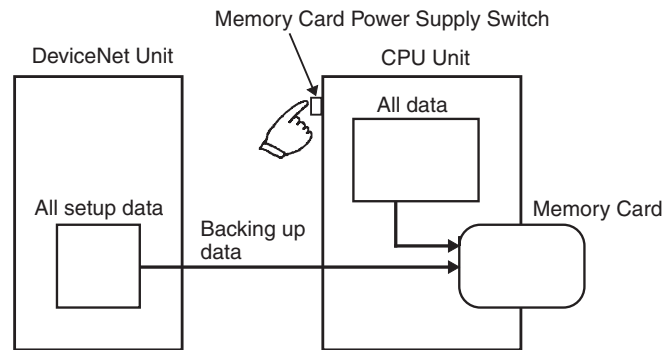 Memory Card Power Supply Switch
DeviceNet Unit
CPU Unit
All data
All setup data
Memory Card
Backing up
data